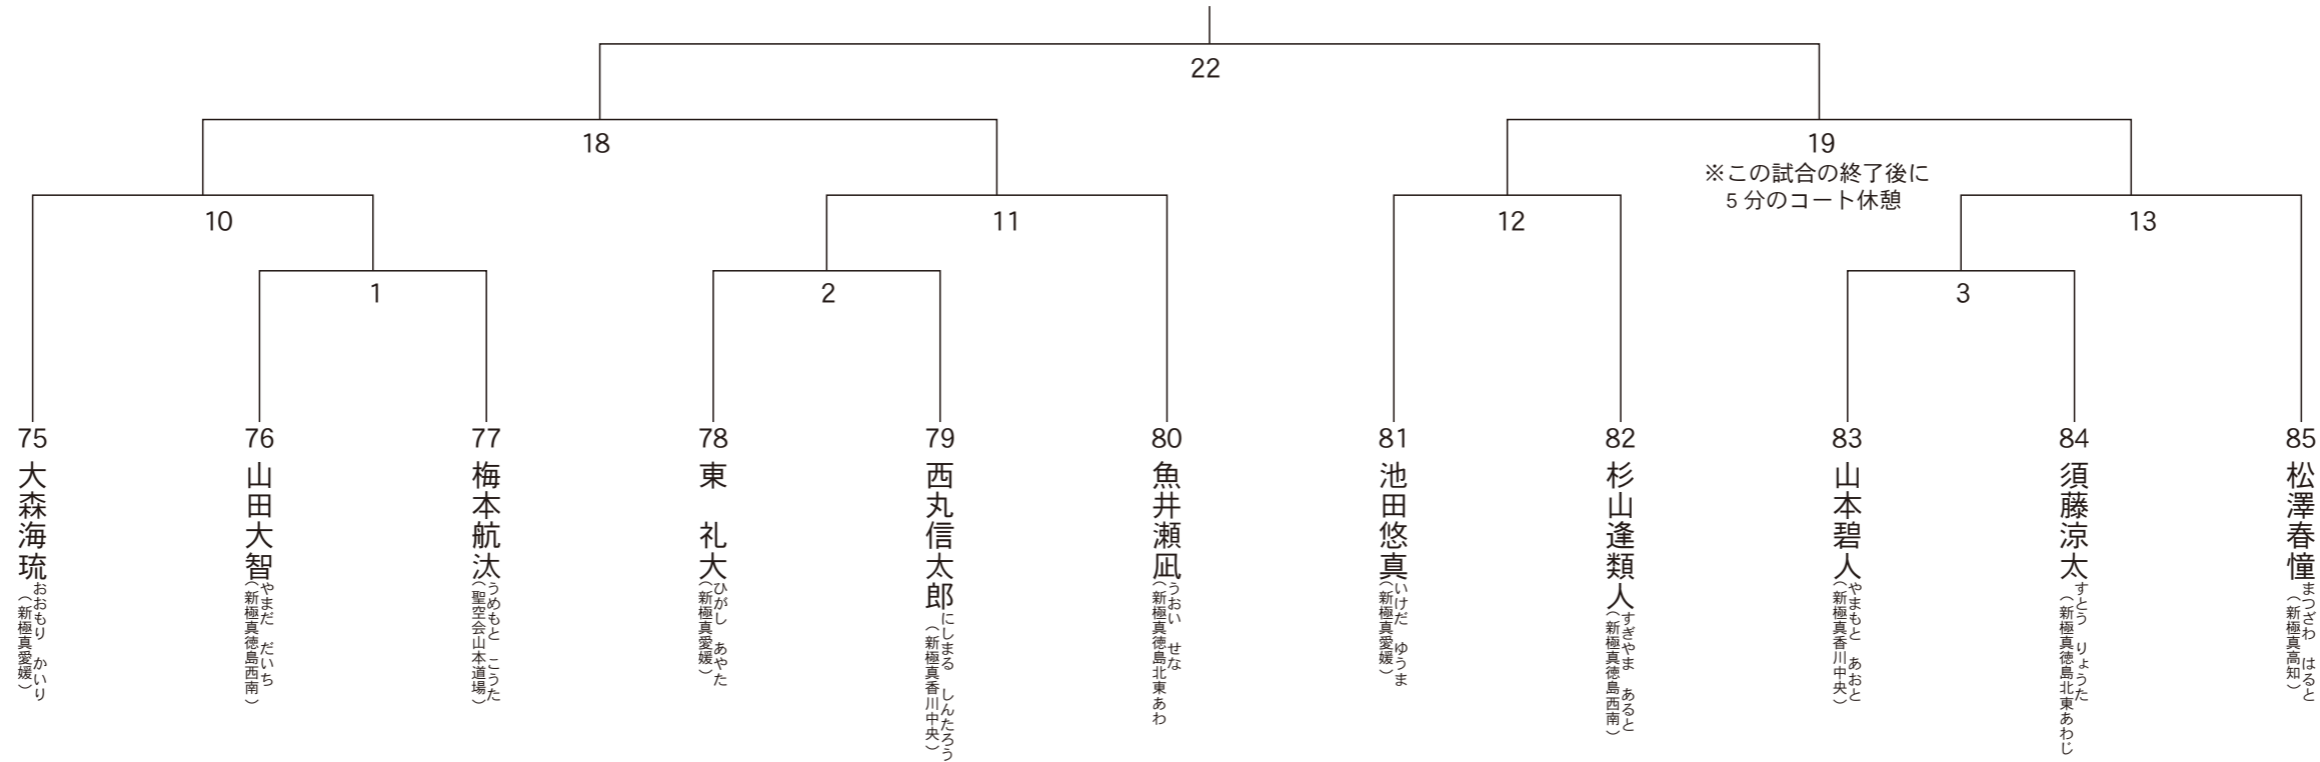 22
18
19
※この試合の終了後に
5 分のコート休憩
10
11
12
13
1
2
3
75
大森海琉
おおもり かいり
（新極真愛媛）
76
山田大智
やまだ だいち
（新極真徳島西南）
77
梅本航汰
うめもと こうた
（聖空会山本道場）
78
東 礼大
ひがし あやた
（新極真愛媛）
79
西丸信太郎
にしまる しんたろう
（新極真香川中央）
80
魚井瀬凪
うおい せな
（新極真徳島北東あわ
81
池田悠真
いけだ ゆうま
（新極真愛媛）
82
杉山逢類人
すぎやま あると
（新極真徳島西南）
83
山本碧人
やまもと あおと
（新極真香川中央）
84
須藤涼太
すとう りょうた
（新極真徳島北東あわじ
85
松澤春憧
まつざわ はると
（新極真高知）